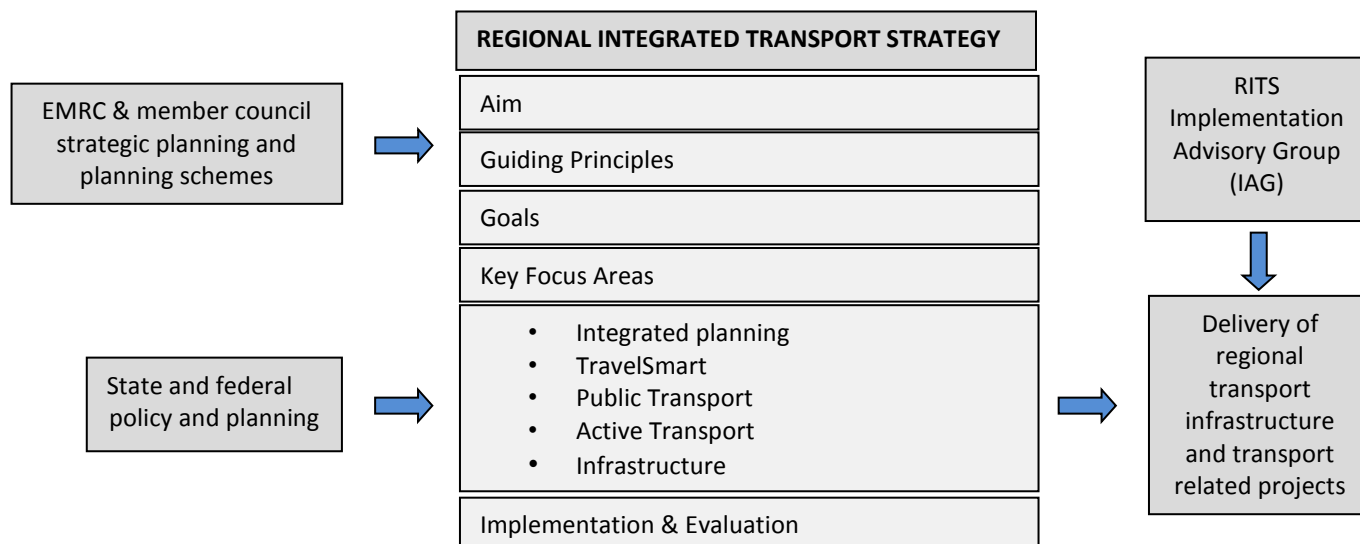 EMRC & member council
strategic planning and
planning schemes
State and federal
policy and planning
REGIONAL INTEGRATED TRANSPORT STRATEGY
Aim
Guiding Principles
Goals
Key Focus Areas
• Integrated planning
• TravelSmart
• Public Transport
• Active Transport
• Infrastructure
Implementation & Evaluation
RITS
Implementation
Advisory Group
(IAG)
Delivery of
regional
transport
infrastructure
and transport
related projects